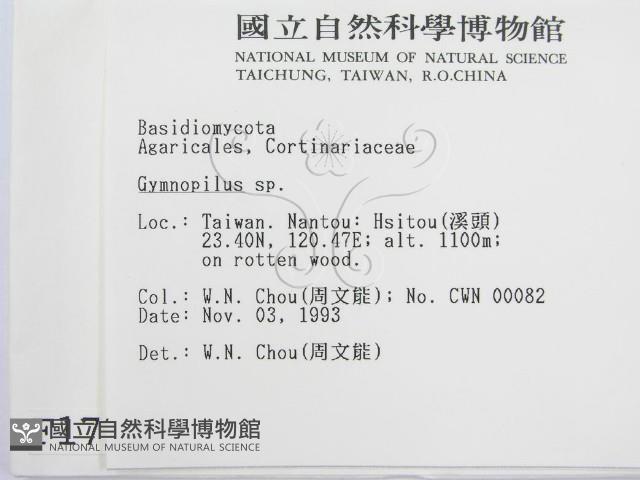 國立自然科學博物館
NATIONAL MUSEUM OF NATURAL SCIENCE
TAICHUNG, TAIWAN, R.O.CHINA
Basidiomycota
Agaricales, Cortinariaceae
Gymnopilus sp.
Loc.: Taiwan. Nantou: Hsitou(溪頭)
23.40N, 120.47E; alt. 1100m;
on rotten wood.
Col.: W.N. Chou(周文能); No. CWN 00082
Date: Nov. 03, 1993
Det.: W.N. Chou(周文能)
F17
國立自然科學博物館
NATIONAL MUSEUM OF NATURAL SCIENCE